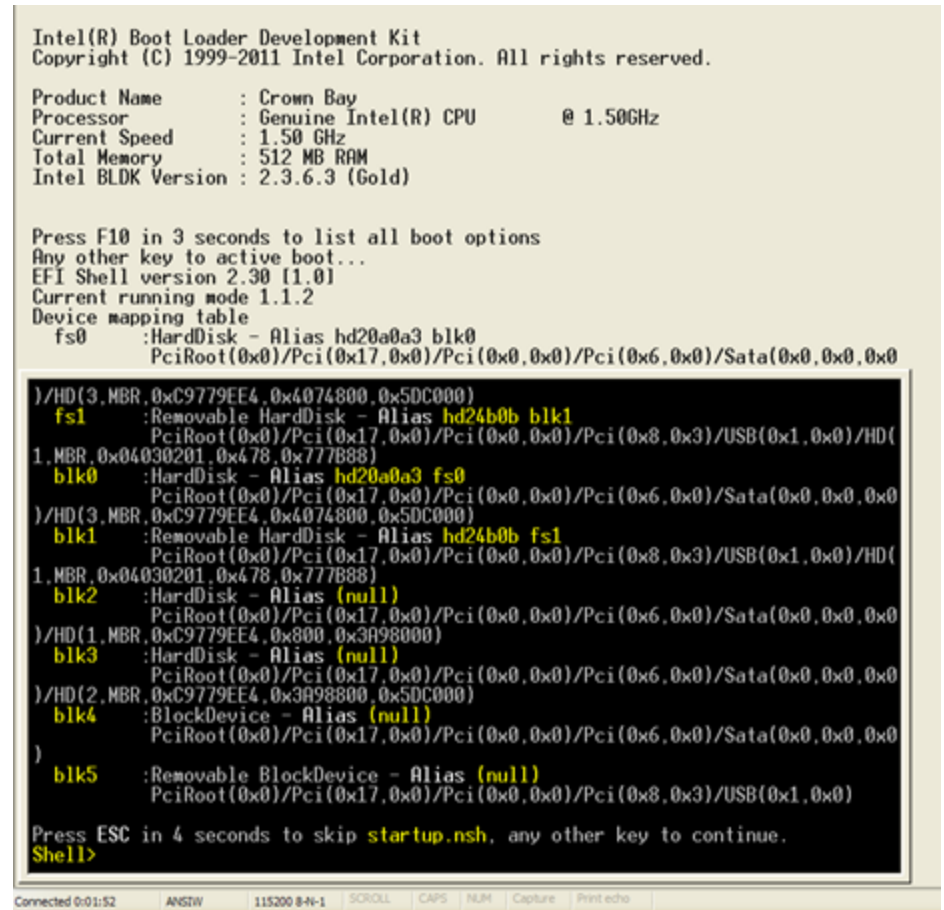 Intel(R) Boot Loader Development Kit
Copyright (C) 1999-2011 Intel Corporation. All rights reserved.
Product Name : Crown Bay
Processor : Genuine Intel(R) CPU @ 1.50GHz
Current Speed : 1.50 GHz
Total Memory : 512 MB RAM
Intel BLDK Version : 2.3.6.3 (Gold)
Press F10 in 3 seconds to list all boot options
Any other key to active boot...
EFI Shell version 2.30 [1.0]
Current running mode 1.1.2
Device mapping table
fs0 :HardDisk - Alias hd20a0a3 blk0
PciRoot(0x0)/Pci(0x17,0x0)/Pci(0x0,0x0)/Pci(0x6,0x0)/Sata(0x0,0x0,0x0
)/HD(3,MBR,0xC9779EE4,0x4074800,0x5DC000)
fs1 :Removable HardDisk - Alias hd24b0b blk1
PciRoot(0x0)/Pci(0x17,0x0)/Pci(0x0,0x0)/Pci(0x8,0x3)/USB(0x1,0x0)/HD(
1,MBR,0x04030201,0x478,0x777B88)
blk0 :HardDisk - Alias hd20a0a3 fs0
PciRoot(0x0)/Pci(0x17,0x0)/Pci(0x0,0x0)/Pci(0x6,0x0)/Sata(0x0,0x0,0x0
)/HD(3,MBR,0xC9779EE4,0x4074800,0x5DC000)
blk1 :Removable HardDisk - Alias hd24b0b fs1
PciRoot(0x0)/Pci(0x17,0x0)/Pci(0x0,0x0)/Pci(0x8,0x3)/USB(0x1,0x0)/HD(
1,MBR,0x04030201,0x478,0x777B88)
blk2 :HardDisk - Alias (null)
PciRoot(0x0)/Pci(0x17,0x0)/Pci(0x0,0x0)/Pci(0x6,0x0)/Sata(0x0,0x0,0x0
)/HD(1,MBR,0xC9779EE4,0x800,0x3A98000)
blk3 :HardDisk - Alias (null)
PciRoot(0x0)/Pci(0x17,0x0)/Pci(0x0,0x0)/Pci(0x6,0x0)/Sata(0x0,0x0,0x0
)/HD(2,MBR,0xC9779EE4,0x3A98800,0x5DC000)
blk4 :BlockDevice - Alias (null)
PciRoot(0x0)/Pci(0x17,0x0)/Pci(0x0,0x0)/Pci(0x6,0x0)/Sata(0x0,0x0,0x0
)
blk5 :Removable BlockDevice - Alias (null)
PciRoot(0x0)/Pci(0x17,0x0)/Pci(0x0,0x0)/Pci(0x8,0x3)/USB(0x1,0x0)
Press ESC in 4 seconds to skip startup.nsh, any other key to continue.
Shell>
Connected 0:01:52 ANSIW 115200 8-N-1 SCROLL CAPS NUM Capture Print echo